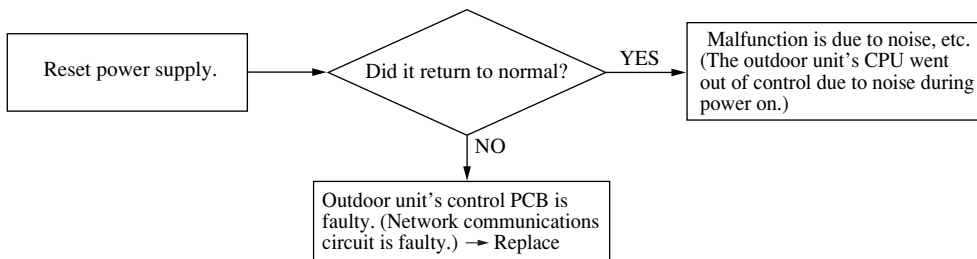 Reset power supply.
Did it return to normal?
YES
Malfunction is due to noise, etc.
(The outdoor unit's CPU went
out of control due to noise during
power on.)
NO
Outdoor unit's control PCB is
faulty. (Network communications
circuit is faulty.) → Replace